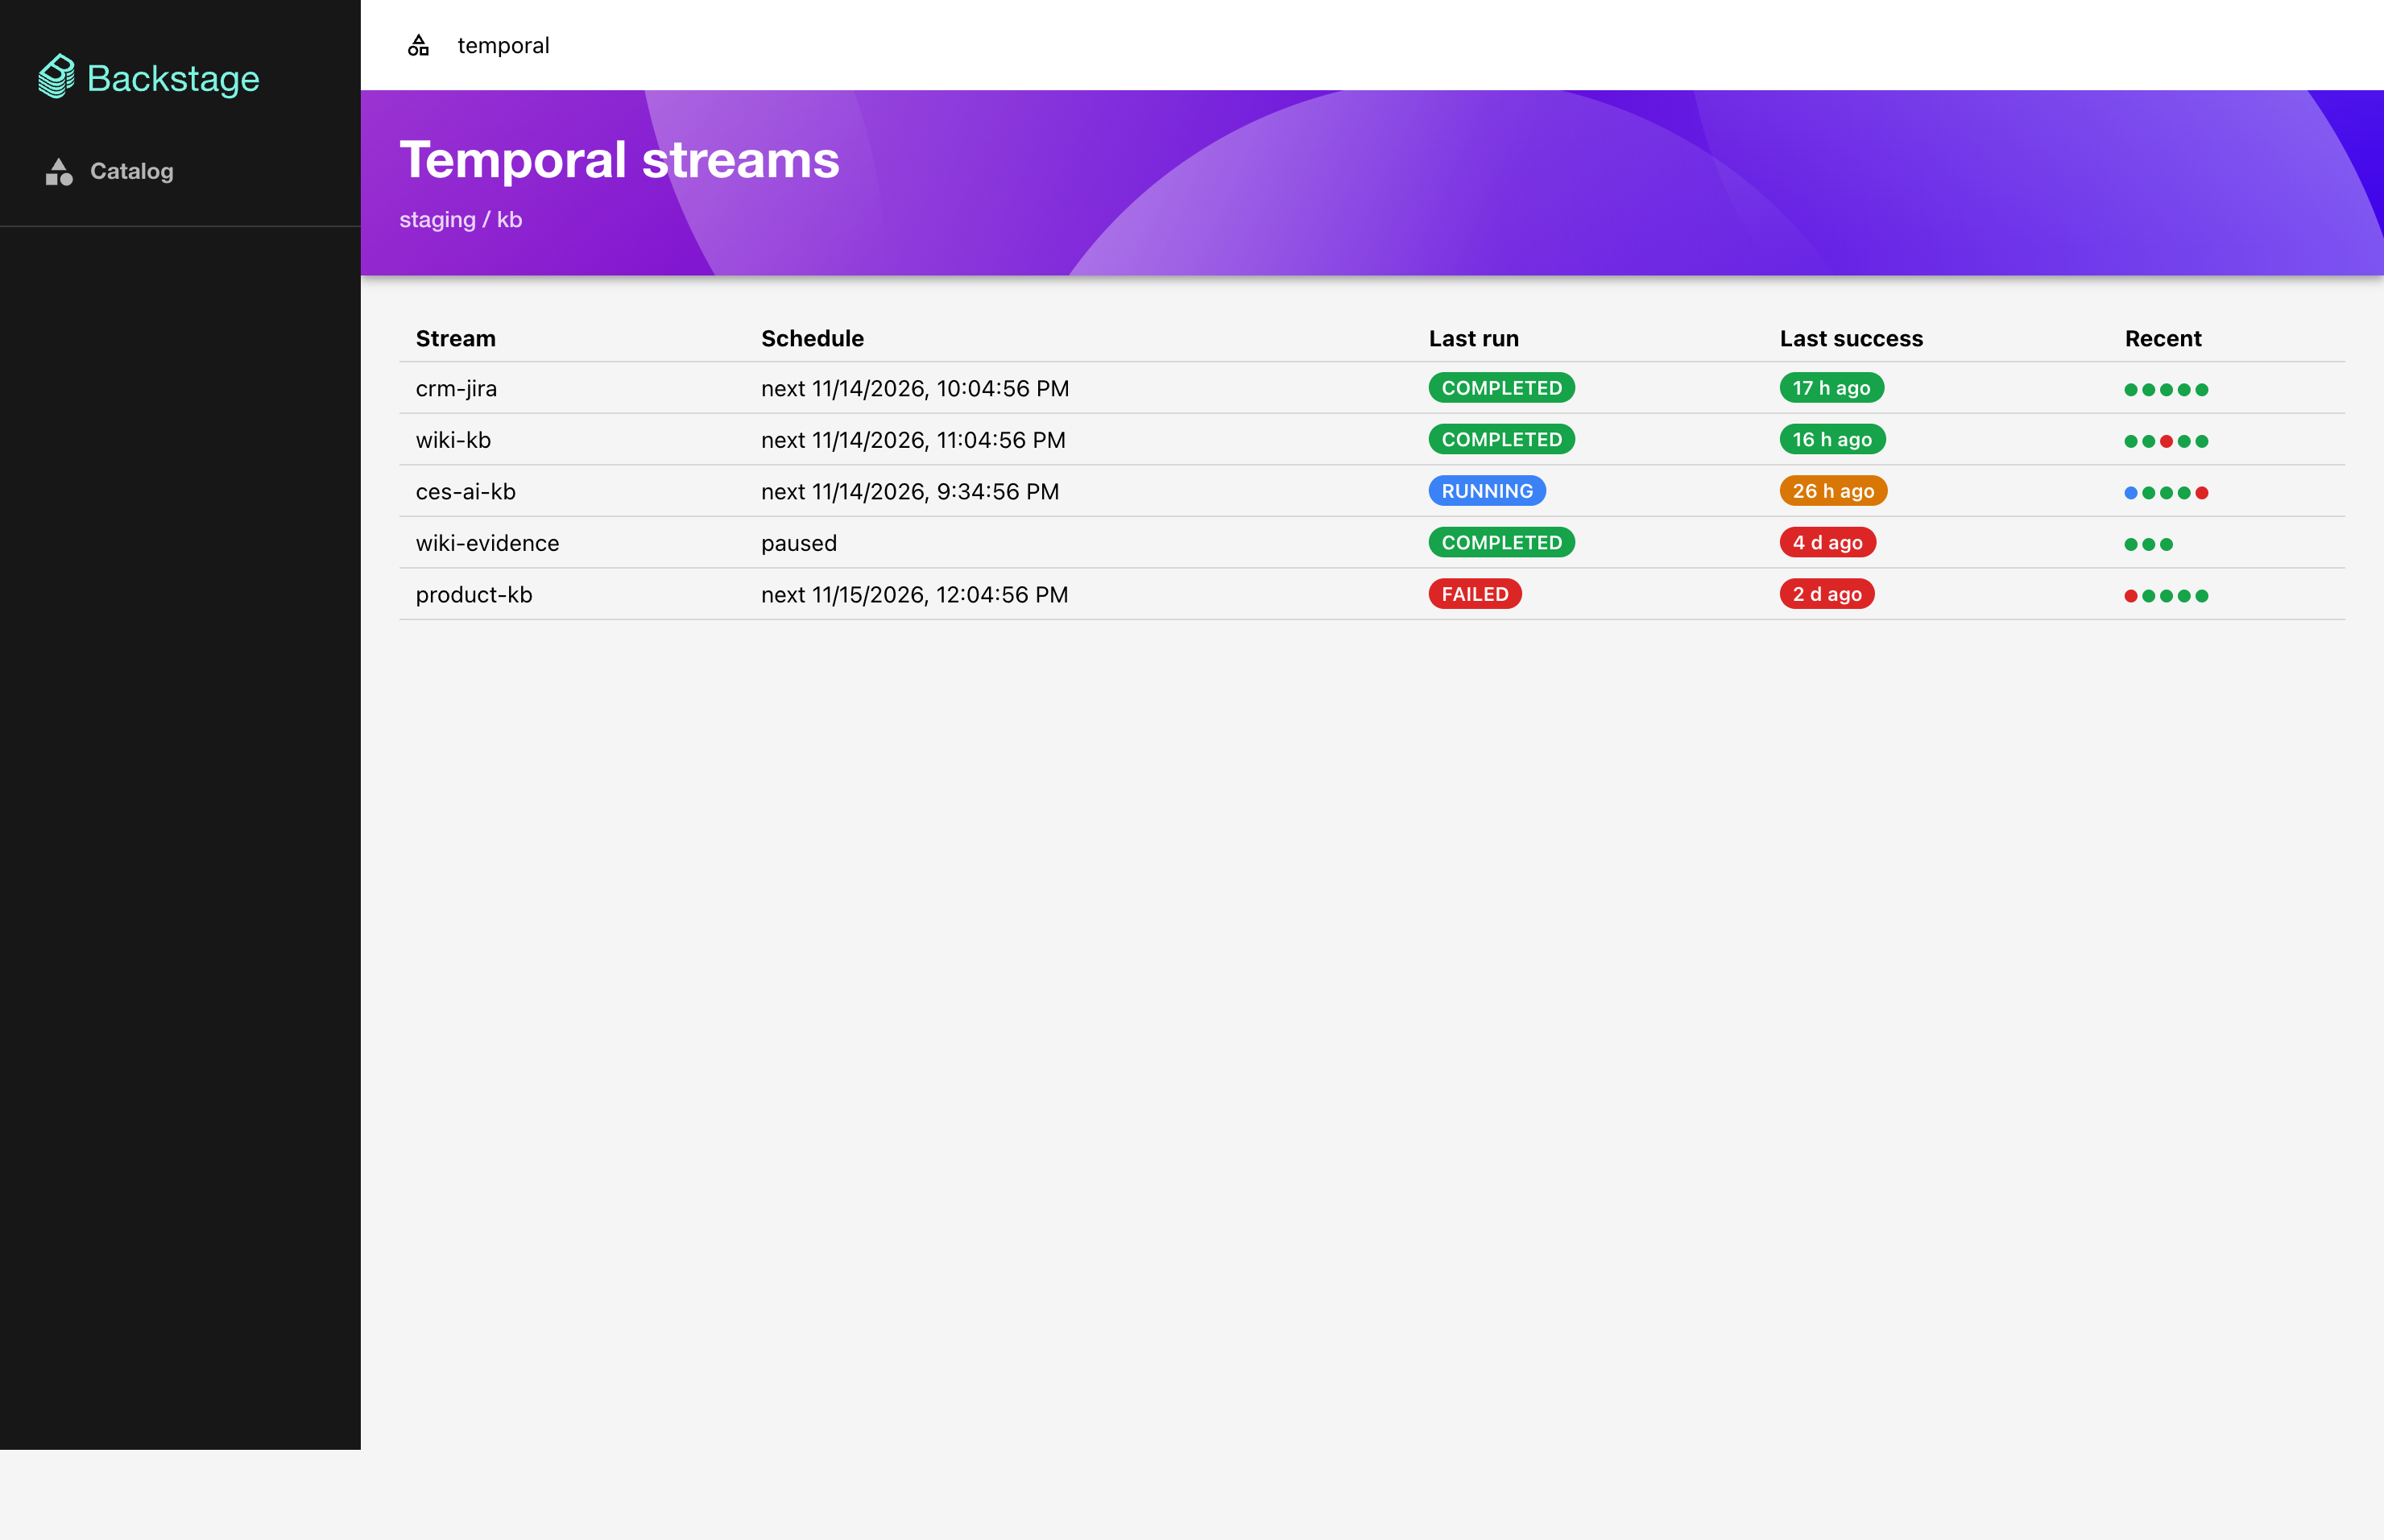 Backstage
Catalog
temporal
Temporal streams
staging / kb
Stream Schedule Last run Last success Recent
crm-jira next 11/14/2026, 10:04:56 PM COMPLETED 17 h ago
wiki-kb next 11/14/2026, 11:04:56 PM COMPLETED 16 h ago
ces-ai-kb next 11/14/2026, 9:34:56 PM RUNNING 26 h ago
wiki-evidence paused COMPLETED 4 d ago
product-kb next 11/15/2026, 12:04:56 PM FAILED 2 d ago